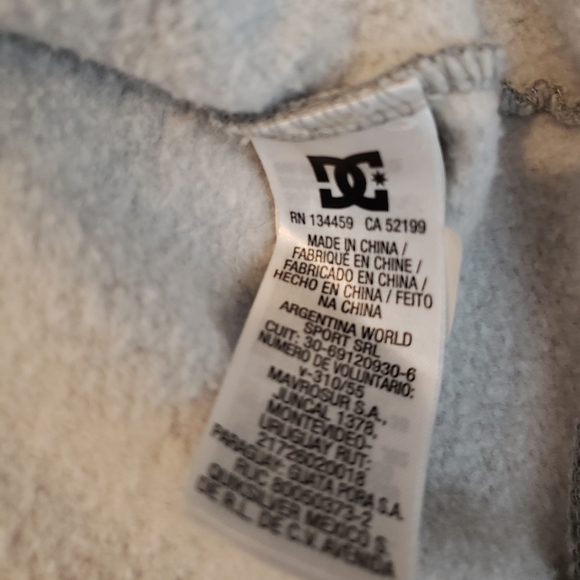 DC
RN 134459 CA 52199
MADE IN CHINA /
FABRIQUÉ EN CHINE /
FABRICADO EN CHINA /
HECHO EN CHINA / FEITO
NA CHINA
ARGENTINA WORLD
SPORT SRL
CUIT: 30-69120930-6
NÚMERO DE VOLUNTARIO:
v-310/55
MAVROSUR S.A.,
JUNCAL 1378,
MONTEVIDEO-
URUGUAY RUT:
21726020018
PARAGUAY: GUATA PORA S.A.
RUC 80050373-2
QUIKSILVER MEXICO S.
DE R.L. DE C.V. AVENIDA